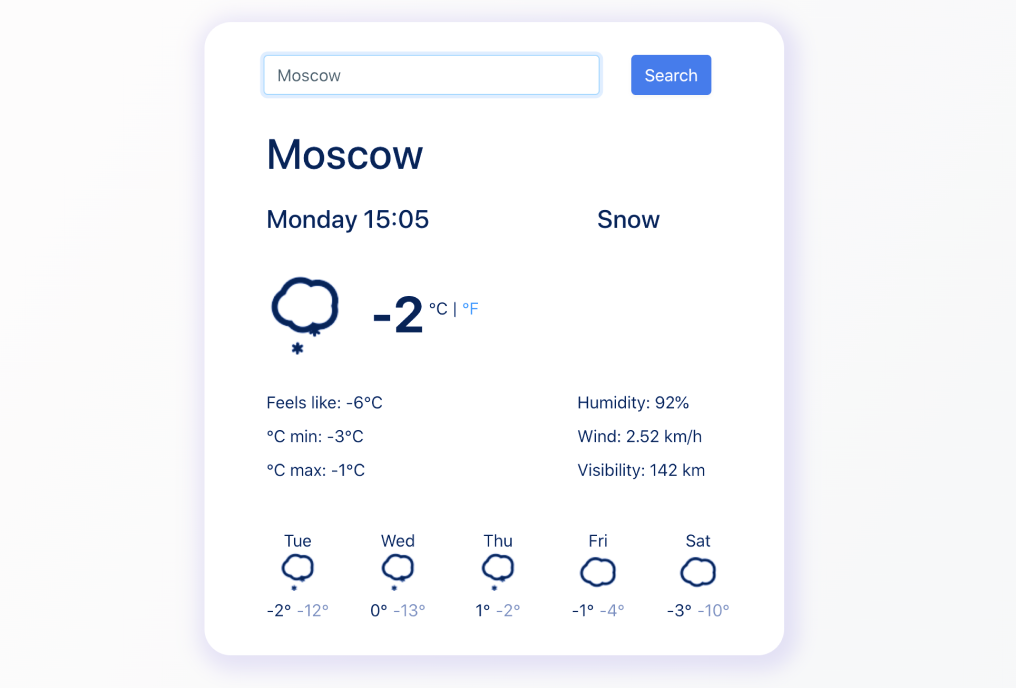 Moscow
Search
Moscow
Monday 15:05
Snow
-2 °C | °F
Feels like: -6°C
Humidity: 92%
°C min: -3°C
Wind: 2.52 km/h
°C max: -1°C
Visibility: 142 km
Tue Wed Thu Fri Sat
-2° -12° 0° -13° 1° -2° -1° -4° -3° -10°